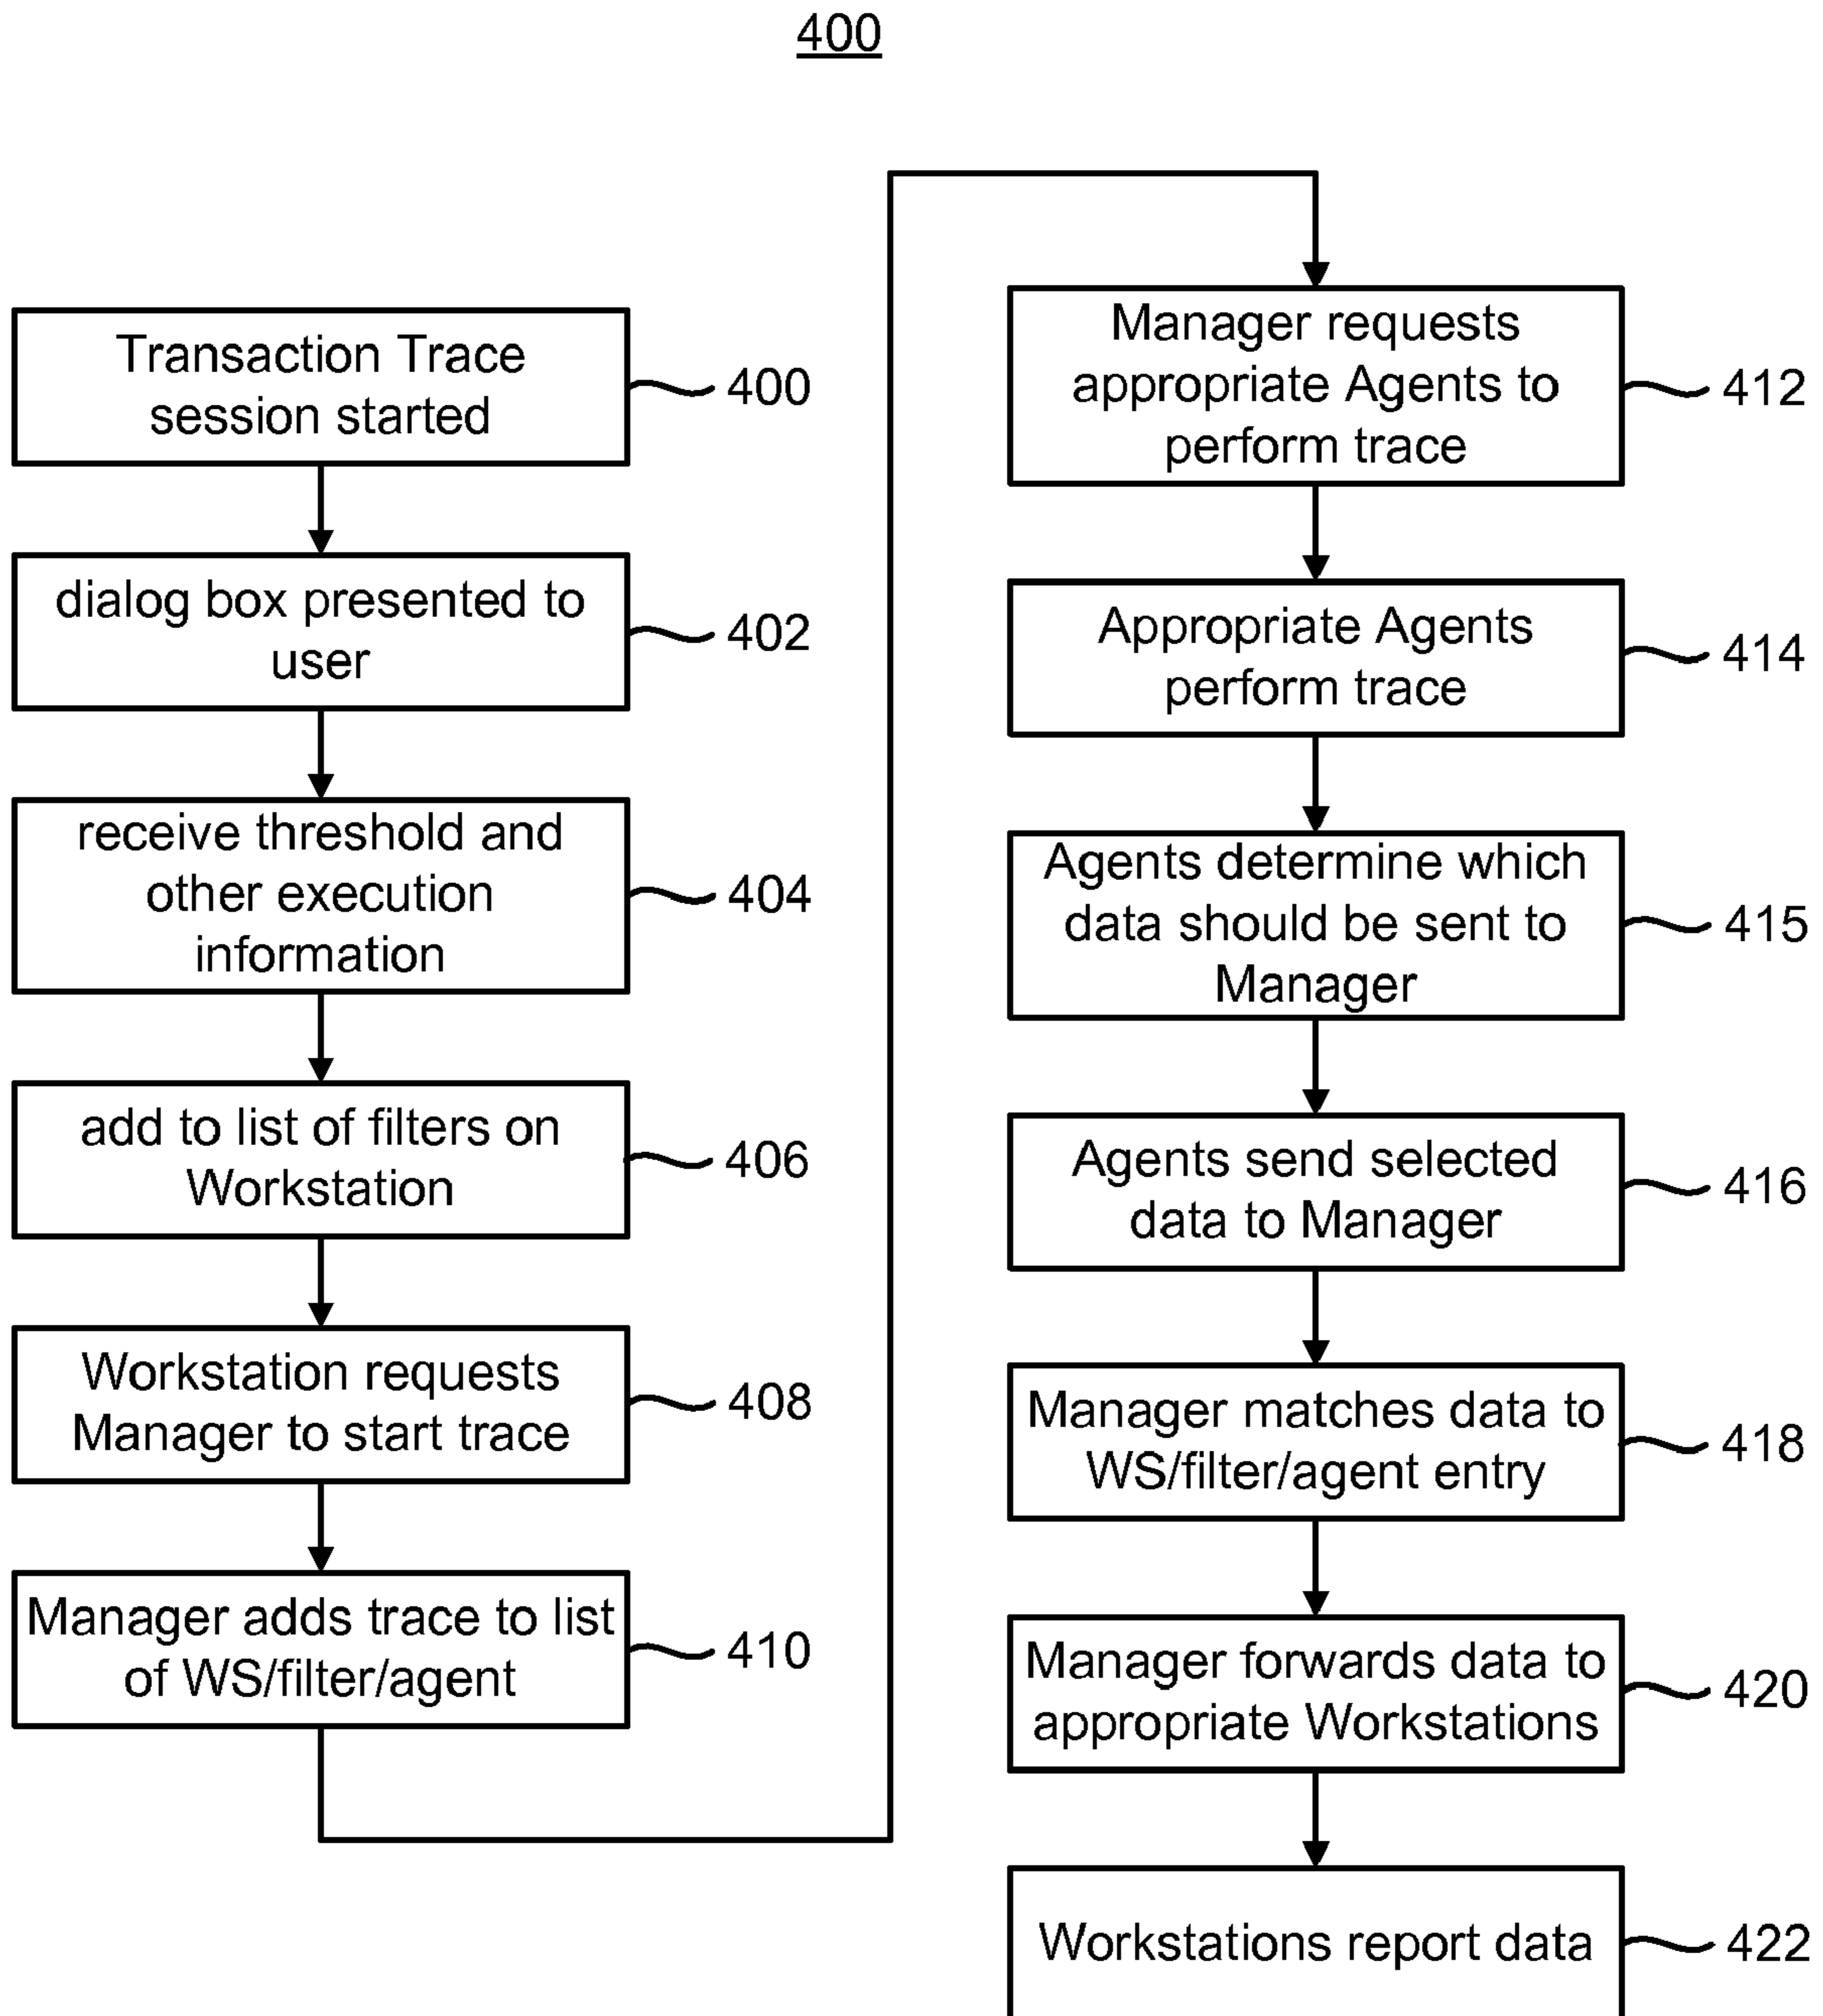 400
Transaction Trace
session started
400
dialog box presented to
user
402
receive threshold and
other execution
information
404
add to list of filters on
Workstation
406
Workstation requests
Manager to start trace
408
Manager adds trace to list
of WS/filter/agent
410
Manager requests
appropriate Agents to
perform trace
412
Appropriate Agents
perform trace
414
Agents determine which
data should be sent to
Manager
415
Agents send selected
data to Manager
416
Manager matches data to
WS/filter/agent entry
418
Manager forwards data to
appropriate Workstations
420
Workstations report data
422